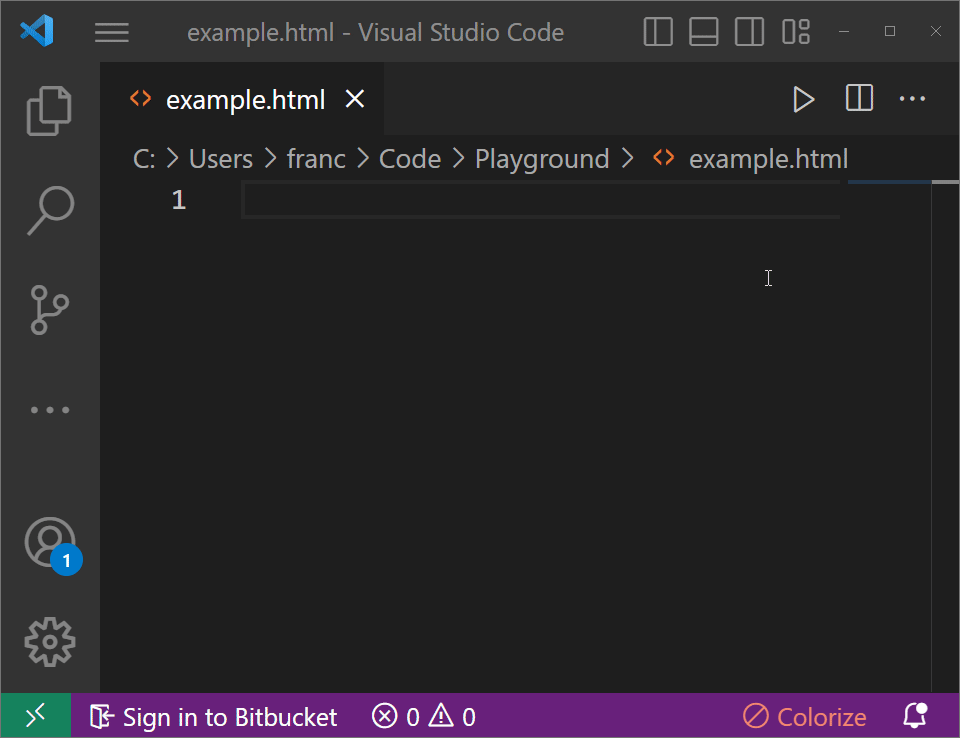 example.html - Visual Studio Code
example.html
C: > Users > franc > Code > Playground > example.html
1
1
Sign in to Bitbucket 0 0 Colorize